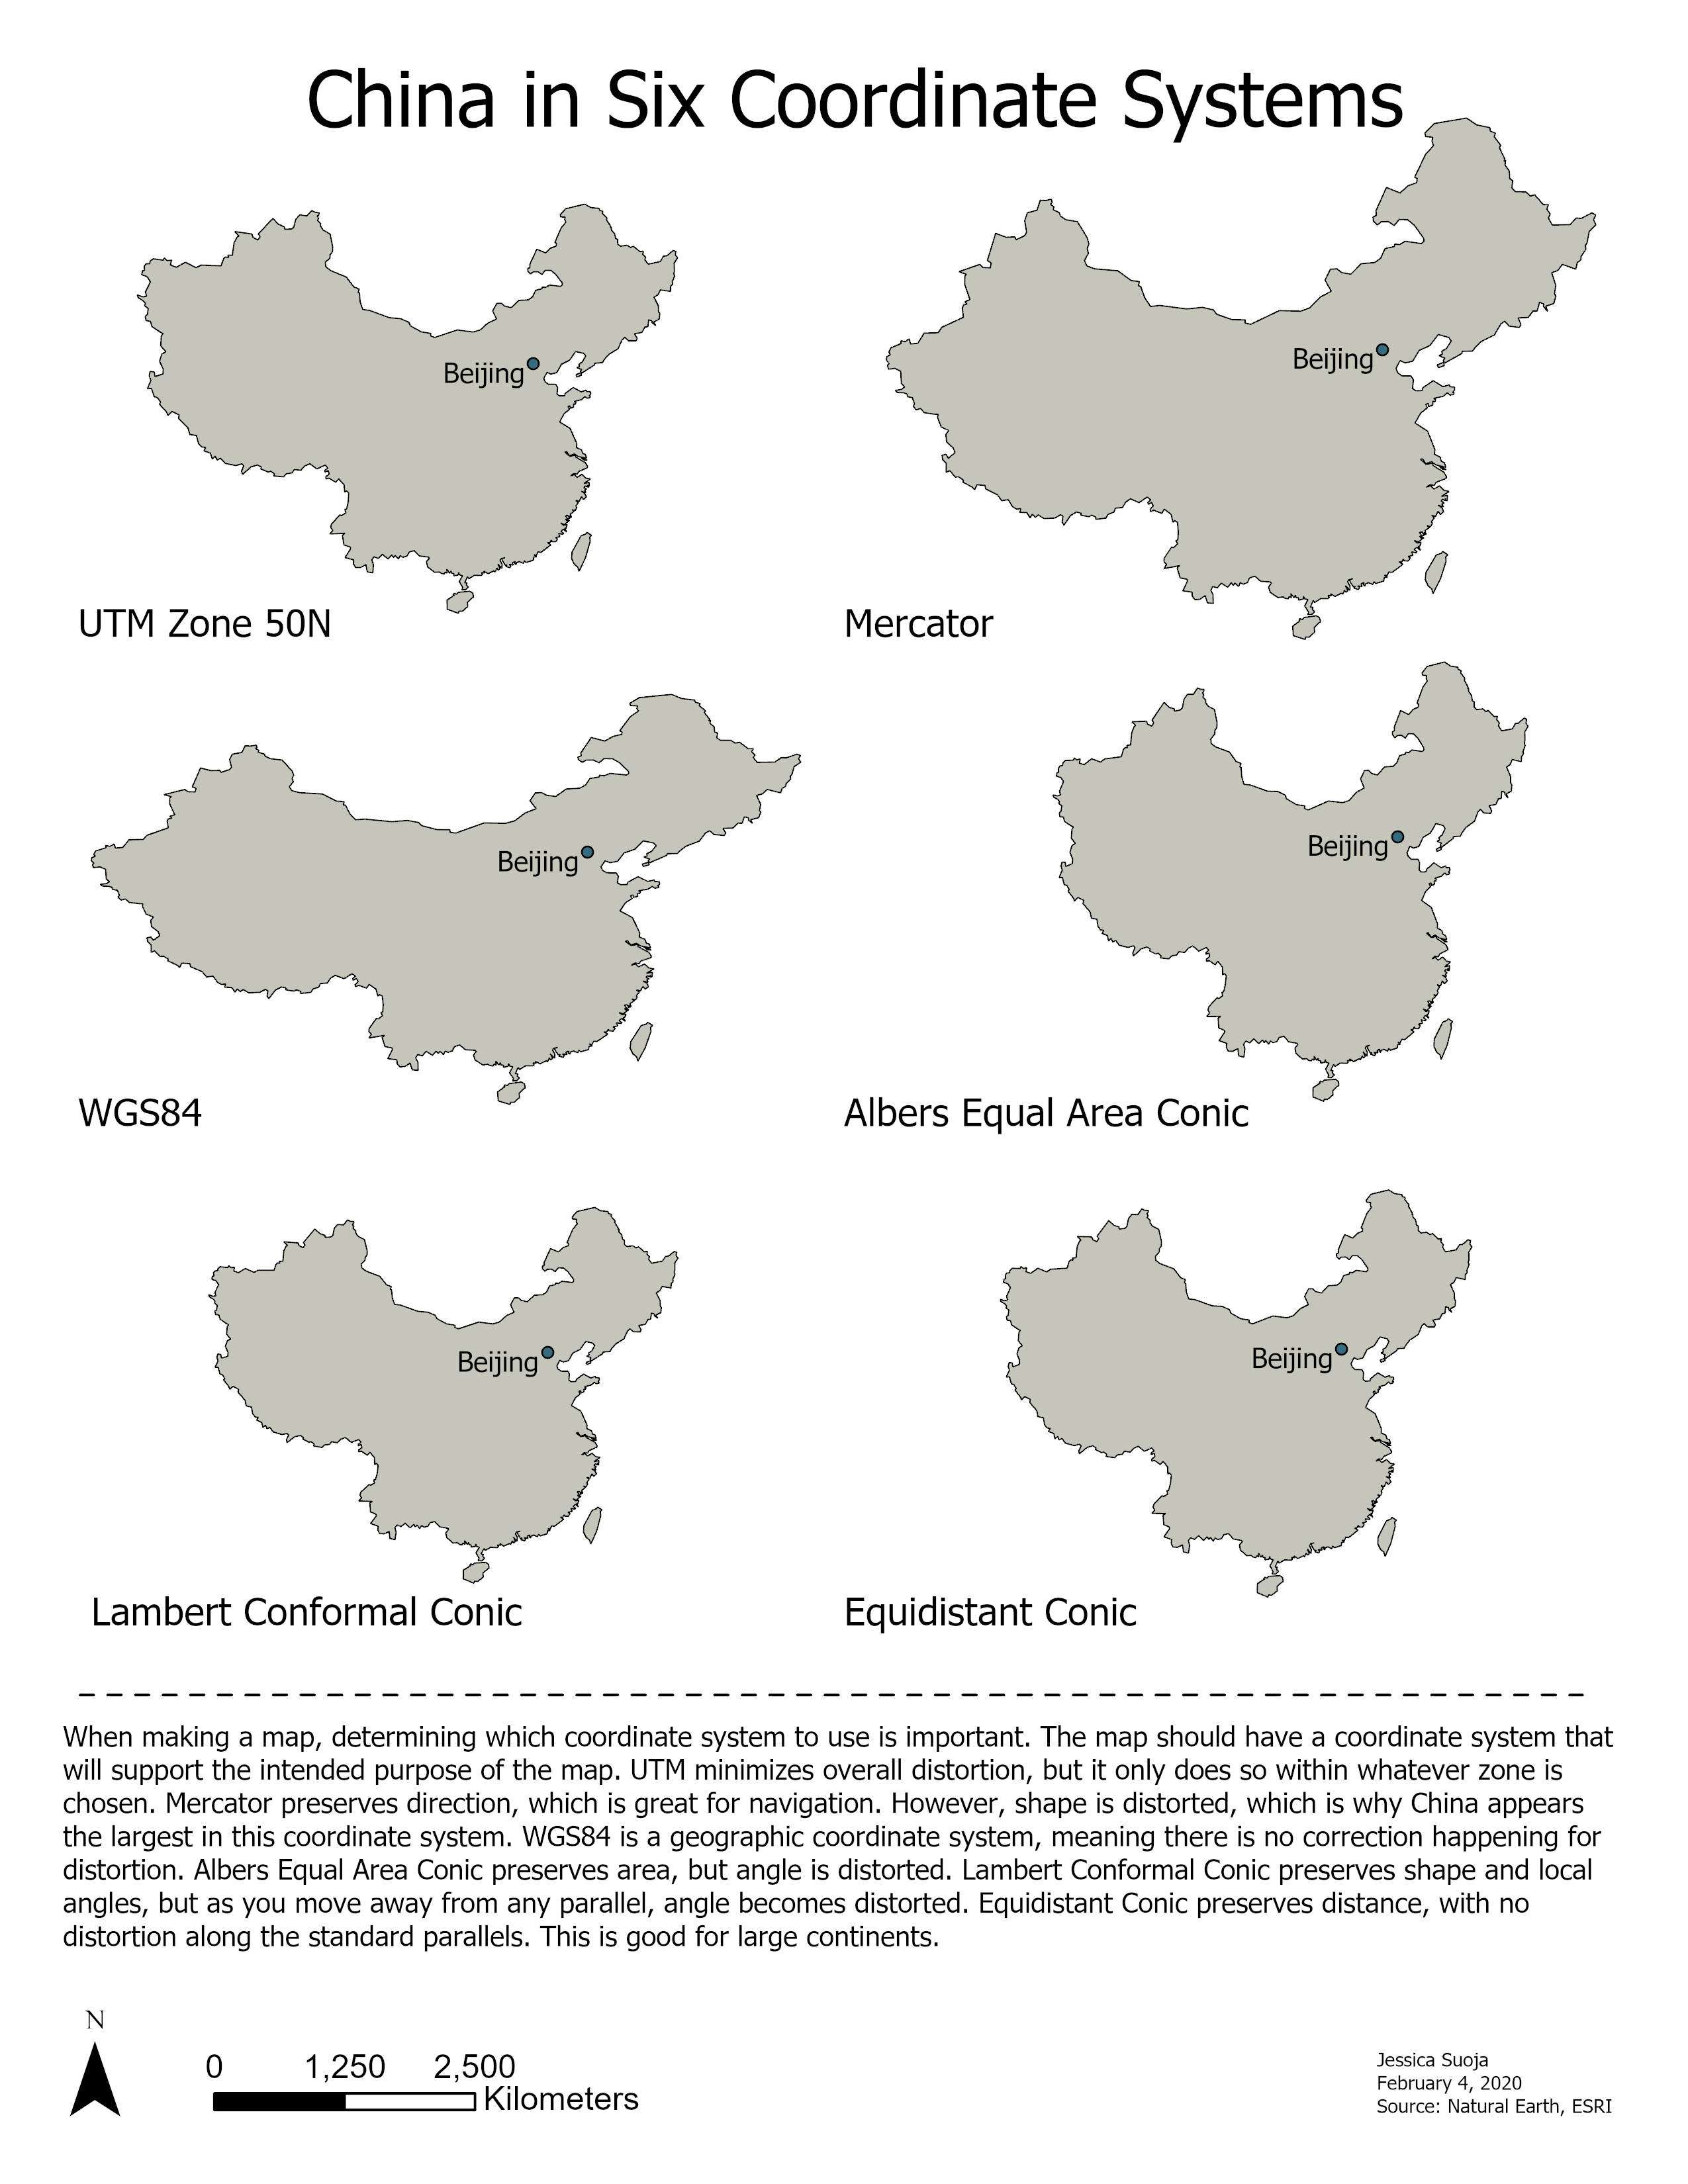 China in Six Coordinate Systems
Beijing
UTM Zone 50N
Beijing
Mercator
Beijing
WGS84
Beijing
Albers Equal Area Conic
Beijing
Lambert Conformal Conic
Beijing
Equidistant Conic
When making a map, determining which coordinate system to use is important. The map should have a coordinate system that
will support the intended purpose of the map. UTM minimizes overall distortion, but it only does so within whatever zone is
chosen. Mercator preserves direction, which is great for navigation. However, shape is distorted, which is why China appears
the largest in this coordinate system. WGS84 is a geographic coordinate system, meaning there is no correction happening for
distortion. Albers Equal Area Conic preserves area, but angle is distorted. Lambert Conformal Conic preserves shape and local
angles, but as you move away from any parallel, angle becomes distorted. Equidistant Conic preserves distance, with no
distortion along the standard parallels. This is good for large continents.
N
0 1,250 2,500
Kilometers
Jessica Suoja
February 4, 2020
Source: Natural Earth, ESRI